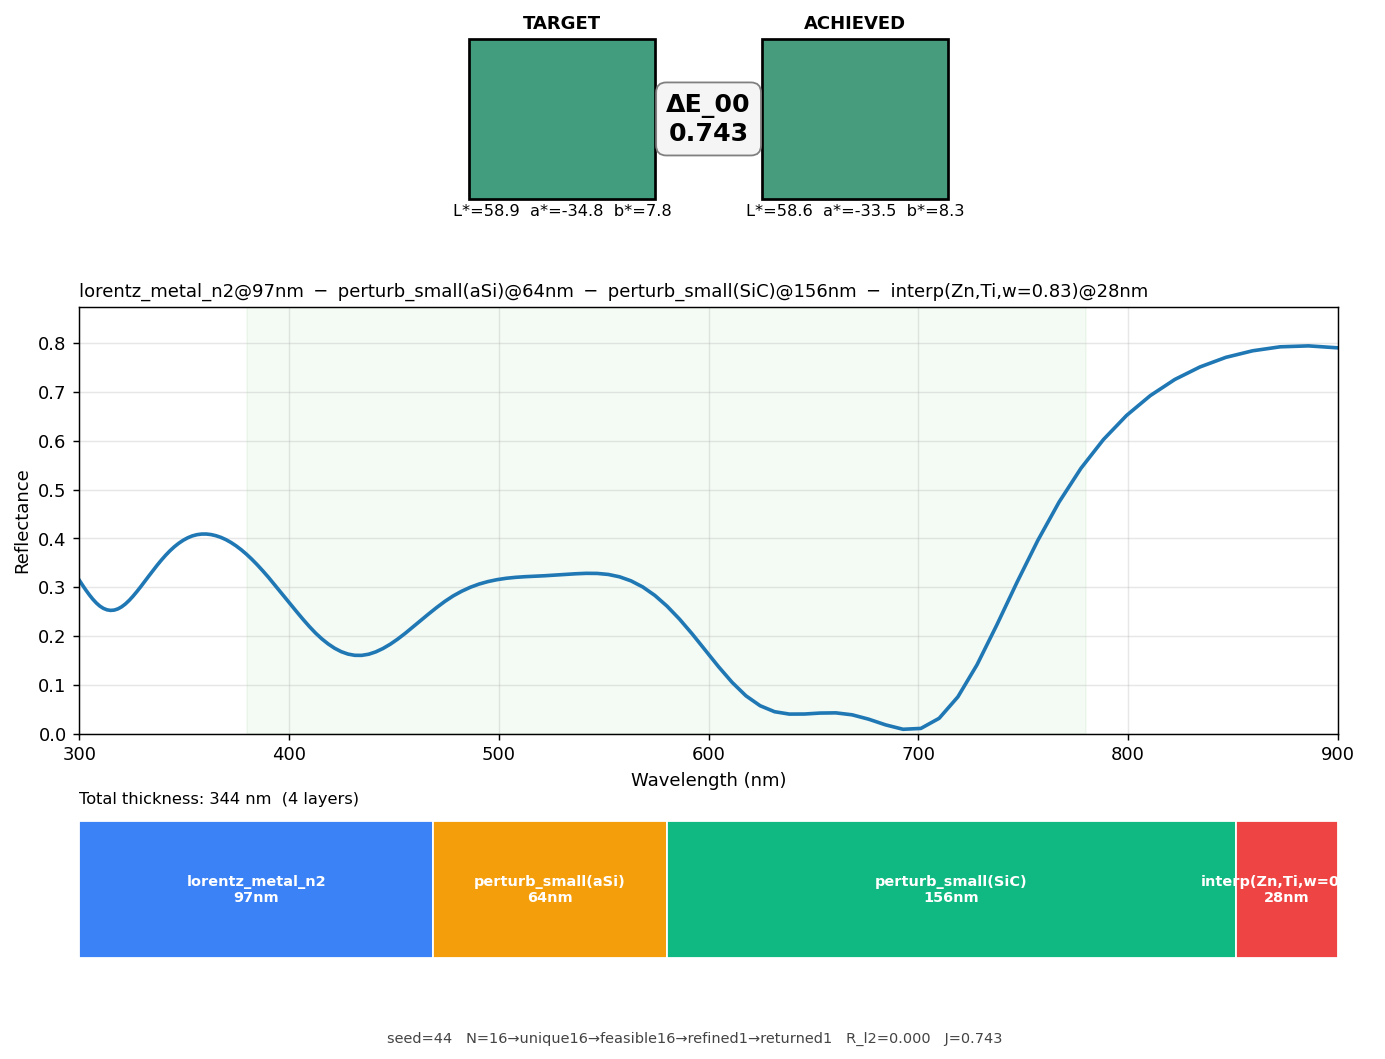 TARGET
ACHIEVED
ΔE_00
0.743
L*=58.9 a*=-34.8 b*=7.8
L*=58.6 a*=-33.5 b*=8.3
lorentz_metal_n2@97nm − perturb_small(aSi)@64nm − perturb_small(SiC)@156nm − interp(Zn,Ti,w=0.83)@28nm
Reflectance
0.8
0.7
0.6
0.5
0.4
0.3
0.2
0.1
0.0
300 400 500 600 700 800 900
Wavelength (nm)
Total thickness: 344 nm (4 layers)
lorentz_metal_n2
97nm
perturb_small(aSi)
64nm
perturb_small(SiC)
156nm
interp(Zn,Ti,w=0
28nm
seed=44 N=16→unique16→feasible16→refined1→returned1 R_l2=0.000 J=0.743